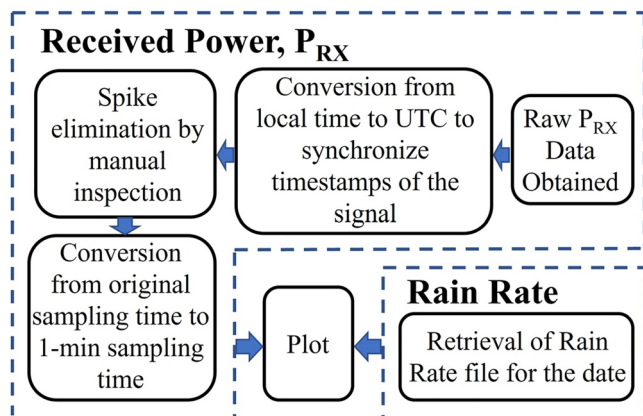 Received Power, P_RX
Spike
elimination by
manual
inspection
Conversion from
local time to UTC to
synchronize
timestamps of the
signal
Raw P_RX
Data
Obtained
Conversion
from original
sampling time to
1-min sampling
time
Plot
Rain Rate
Retrieval of Rain
Rate file for the date